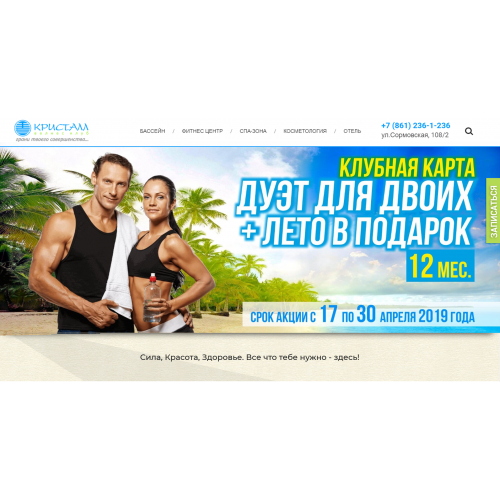 КРИСТАЛЛ
грани твоего совершенства...
БАССЕЙН / ФИТНЕС ЦЕНТР / СПА-ЗОНА / КОСМЕТОЛОГИЯ / ОТЕЛЬ
+7 (861) 236-1-236
ул.Сормовская, 108/2
КЛУБНАЯ КАРТА
ДУЭТ ДЛЯ ДВОИХ
+ ЛЕТО В ПОДАРОК
12 МЕС.
ЗАПИСАТЬСЯ
СРОК АКЦИИ С 17 ПО 30 АПРЕЛЯ 2019 ГОДА
Сила, Красота, Здоровье. Все что тебе нужно - здесь!